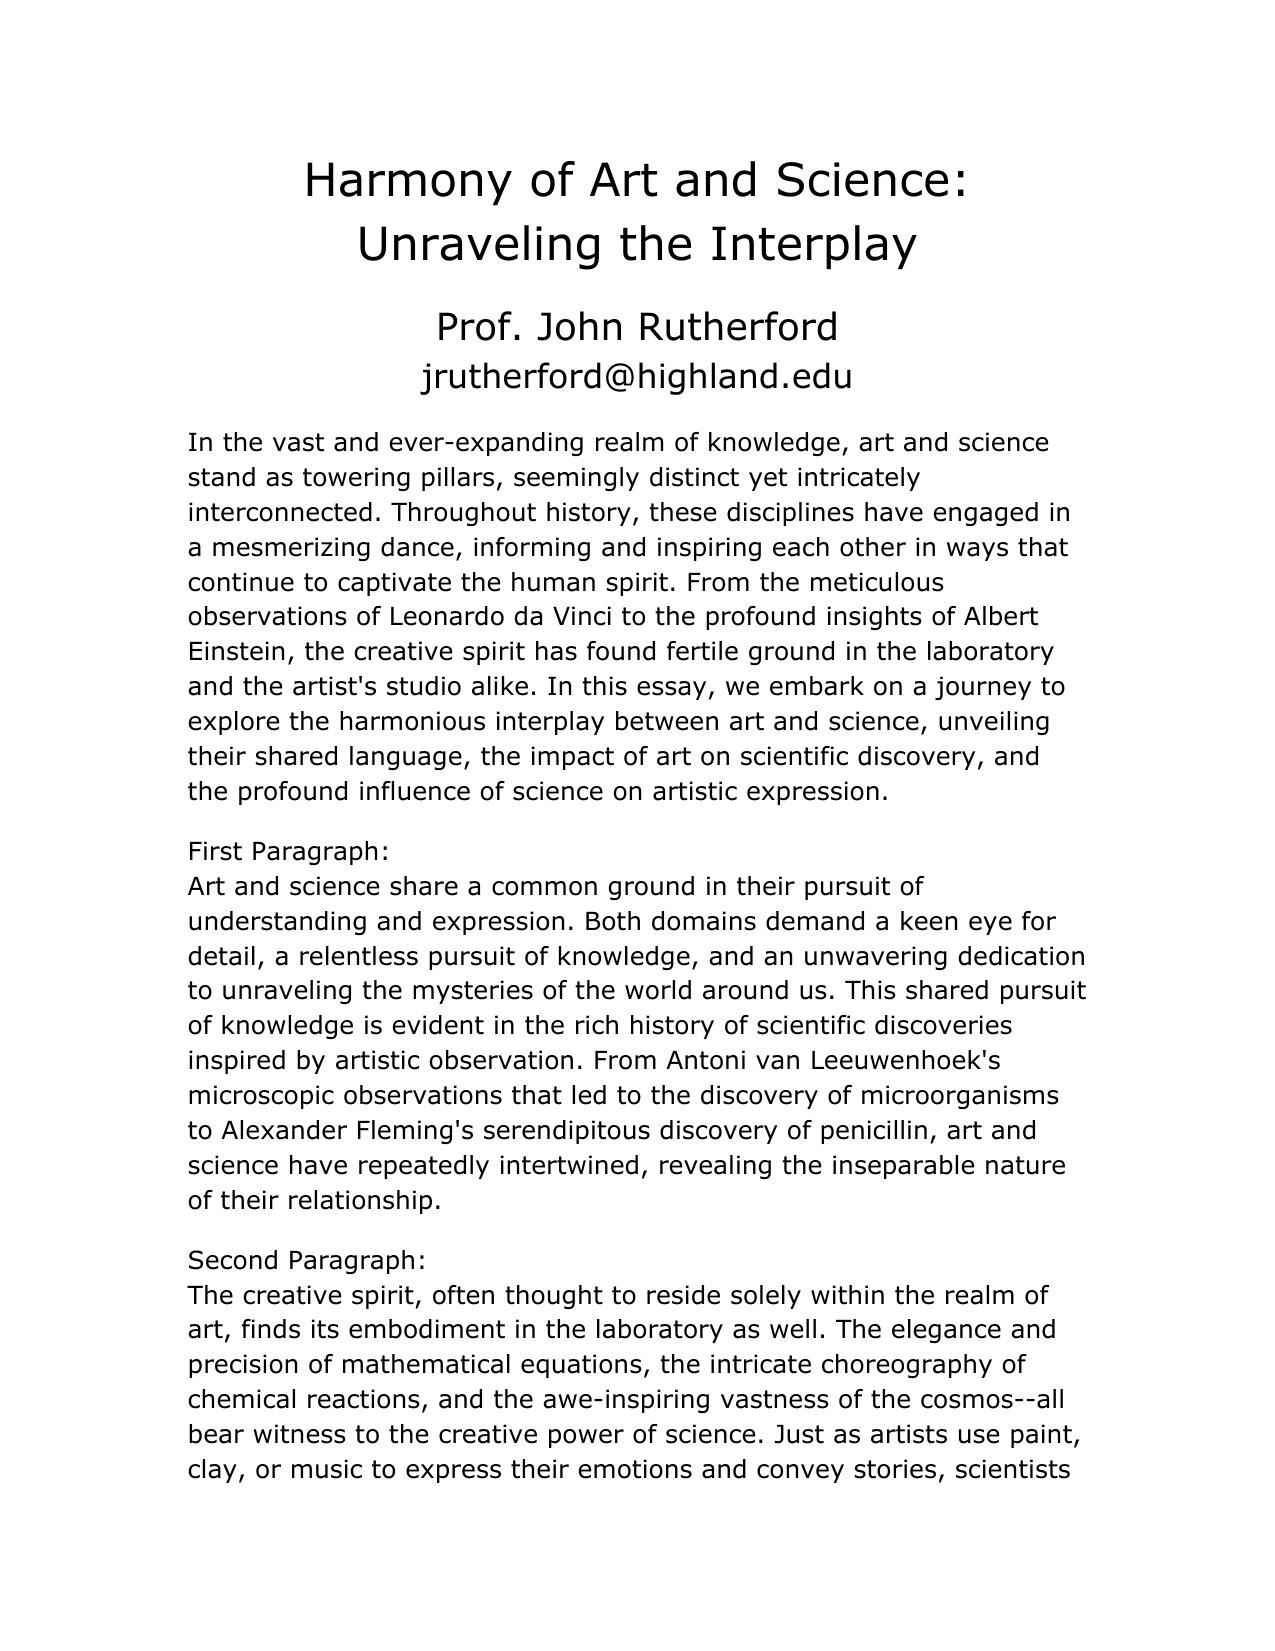 Harmony of Art and Science:
Unraveling the Interplay
Prof. John Rutherford
jrutherford@highland.edu
In the vast and ever-expanding realm of knowledge, art and science
stand as towering pillars, seemingly distinct yet intricately
interconnected. Throughout history, these disciplines have engaged in
a mesmerizing dance, informing and inspiring each other in ways that
continue to captivate the human spirit. From the meticulous
observations of Leonardo da Vinci to the profound insights of Albert
Einstein, the creative spirit has found fertile ground in the laboratory
and the artist's studio alike. In this essay, we embark on a journey to
explore the harmonious interplay between art and science, unveiling
their shared language, the impact of art on scientific discovery, and
the profound influence of science on artistic expression.
First Paragraph:
Art and science share a common ground in their pursuit of
understanding and expression. Both domains demand a keen eye for
detail, a relentless pursuit of knowledge, and an unwavering dedication
to unraveling the mysteries of the world around us. This shared pursuit
of knowledge is evident in the rich history of scientific discoveries
inspired by artistic observation. From Antoni van Leeuwenhoek's
microscopic observations that led to the discovery of microorganisms
to Alexander Fleming's serendipitous discovery of penicillin, art and
science have repeatedly intertwined, revealing the inseparable nature
of their relationship.
Second Paragraph:
The creative spirit, often thought to reside solely within the realm of
art, finds its embodiment in the laboratory as well. The elegance and
precision of mathematical equations, the intricate choreography of
chemical reactions, and the awe-inspiring vastness of the cosmos--all
bear witness to the creative power of science. Just as artists use paint,
clay, or music to express their emotions and convey stories, scientists